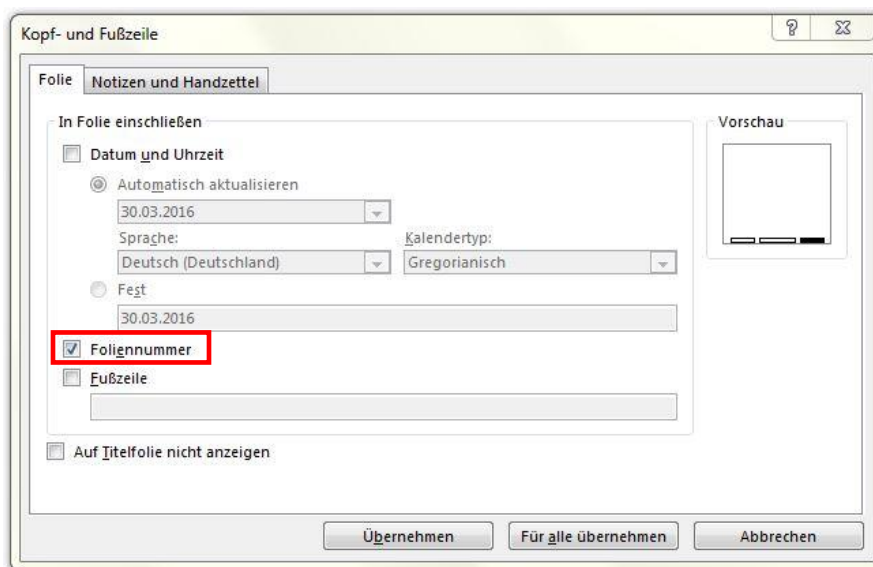 Kopf- und Fußzeile
Folie Notizen und Handzettel
In Folie einschließen
Vorschau
Datum und Uhrzeit
Automatisch aktualisieren
30.03.2016
Sprache: Kalendertyp:
Deutsch (Deutschland) Gregorianisch
Fest
30.03.2016
Foliennummer
Fußzeile
Auf Titelfolie nicht anzeigen
Übernehmen Für alle übernehmen Abbrechen